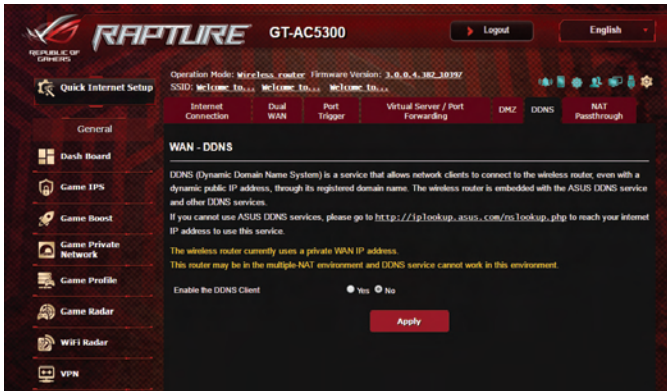 REPUBLIC OF
GAMERS
RAPTURE
GT-AC5300
Logout
English
Quick Internet Setup
Operation Mode: Wireless router Firmware Version: 3.0.0.4.382_10397
SSID: Welcome to... Welcome to... Welcome to...
Internet Connection
Dual WAN
Port Trigger
Virtual Server / Port Forwarding
DMZ
DDNS
NAT Passthrough
General
Dash Board
Game IPS
Game Boost
Game Private Network
Game Profile
Game Radar
WiFi Radar
VPN
WAN - DDNS
DDNS (Dynamic Domain Name System) is a service that allows network clients to connect to the wireless router, even with a
dynamic public IP address, through its registered domain name. The wireless router is embedded with the ASUS DDNS service
and other DDNS services.
If you cannot use ASUS DDNS services, please go to http://iplookup.asus.com/nslookup.php to reach your internet
IP address to use this service.
The wireless router currently uses a private WAN IP address.
This router may be in the multiple-NAT environment and DDNS service cannot work in this environment.
Enable the DDNS Client
Yes
No
Apply